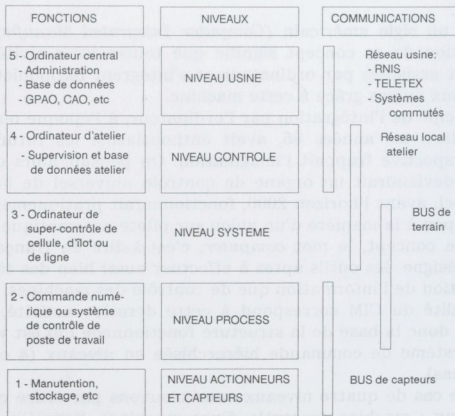 FONCTIONS
NIVEAUX
COMMUNICATIONS
5 - Ordinateur central
- Administration
- Base de données
- GPAO, CAO, etc
NIVEAU USINE
Réseau usine:
- RNIS
- TELETEX
- Systèmes
commutés
4 - Ordinateur d'atelier
- Supervision et base
de données atelier
NIVEAU CONTROLE
Réseau local
atelier
3 - Ordinateur de
super-contrôle de
cellule, d'îlot ou
de ligne
NIVEAU SYSTEME
BUS de
terrain
2 - Commande numé-
rique ou système
de contrôle de
poste de travail
NIVEAU PROCESS
1 - Manutention,
stockage, etc
NIVEAU ACTIONNEURS
ET CAPTEURS
BUS de capteurs